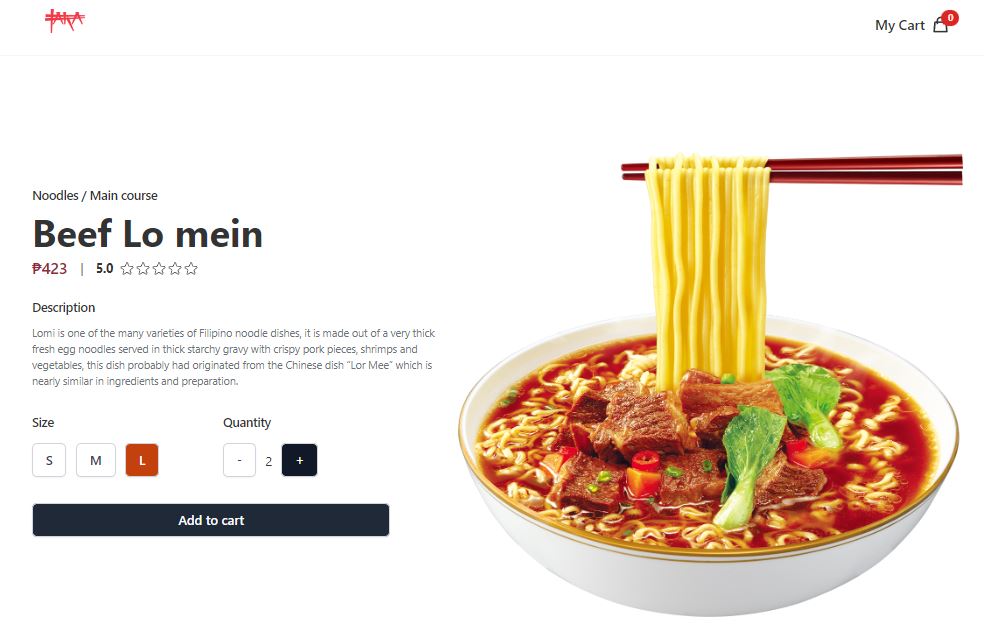 TAKA
My Cart 0
Noodles / Main course
Beef Lo mein
₱423 | 5.0
Description
Lomi is one of the many varieties of Filipino noodle dishes, it is made out of a very thick
fresh egg noodles served in thick starchy gravy with crispy pork pieces, shrimps and
vegetables, this dish probably had originated from the Chinese dish “Lor Mee” which is
nearly similar in ingredients and preparation.
Size Quantity
S M L - 2 +
Add to cart